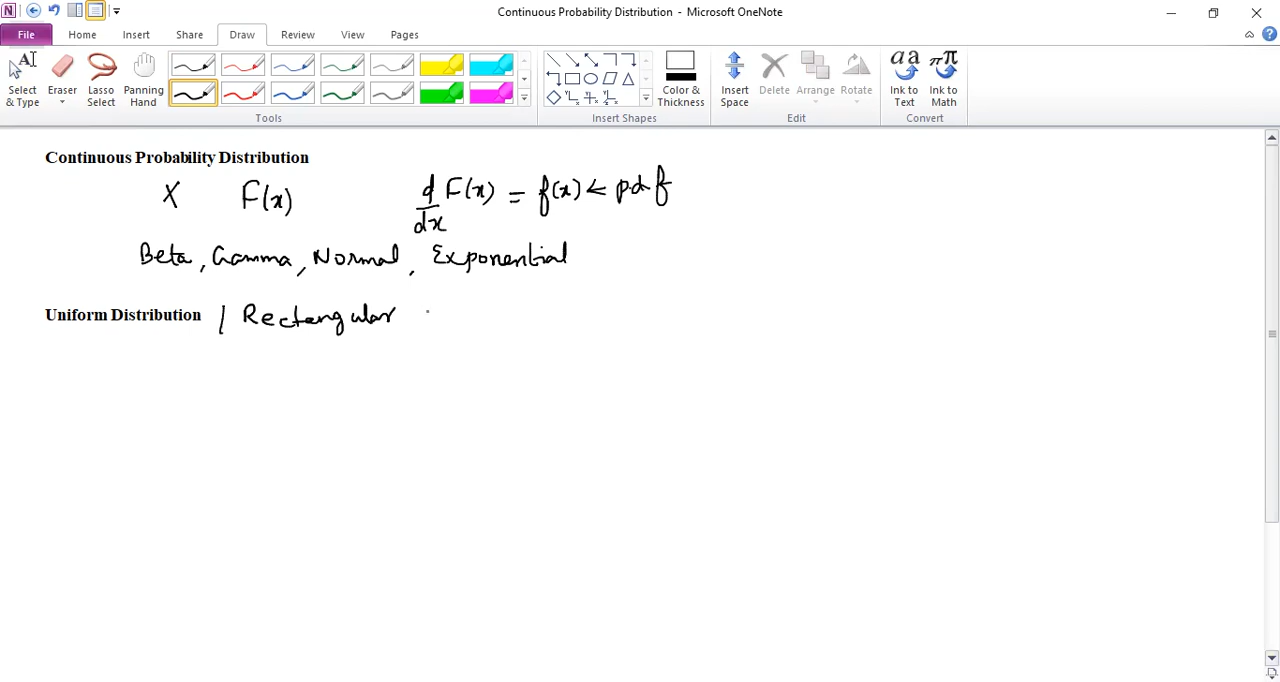 Continuous Probability Distribution - Microsoft OneNote
File Home Insert Share Draw Review View Pages
Select & Type Eraser Lasso Select Panning Hand Color & Thickness Insert Space Delete Arrange Rotate Ink to Text Ink to Math
Tools Insert Shapes Edit Convert
Continuous Probability Distribution
X F(x) d/dx F(x) = f(x) ← pdf
Beta, Gamma, Normal, Exponential
Uniform Distribution / Rectangular